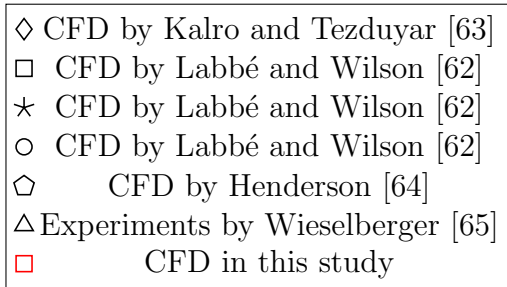 CFD by Kalro and Tezduyar [63]
CFD by Labbé and Wilson [62]
CFD by Labbé and Wilson [62]
CFD by Labbé and Wilson [62]
CFD by Henderson [64]
Experiments by Wieselberger [65]
CFD in this study